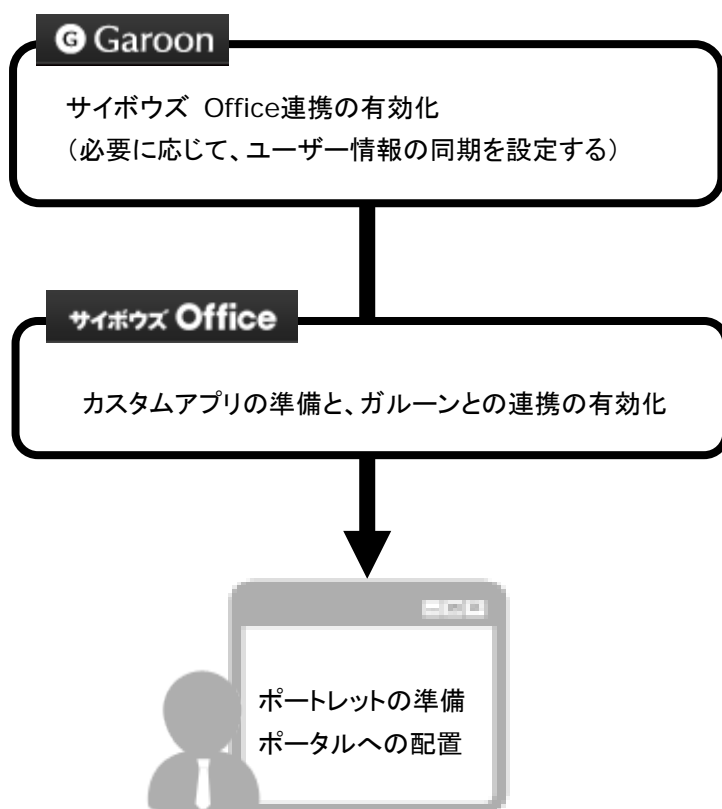 G Garoon
サイボウズ Office連携の有効化
（必要に応じて、ユーザー情報の同期を設定する）
サイボウズ Office
カスタムアプリの準備と、ガルーンとの連携の有効化
ポートレットの準備
ポータルへの配置